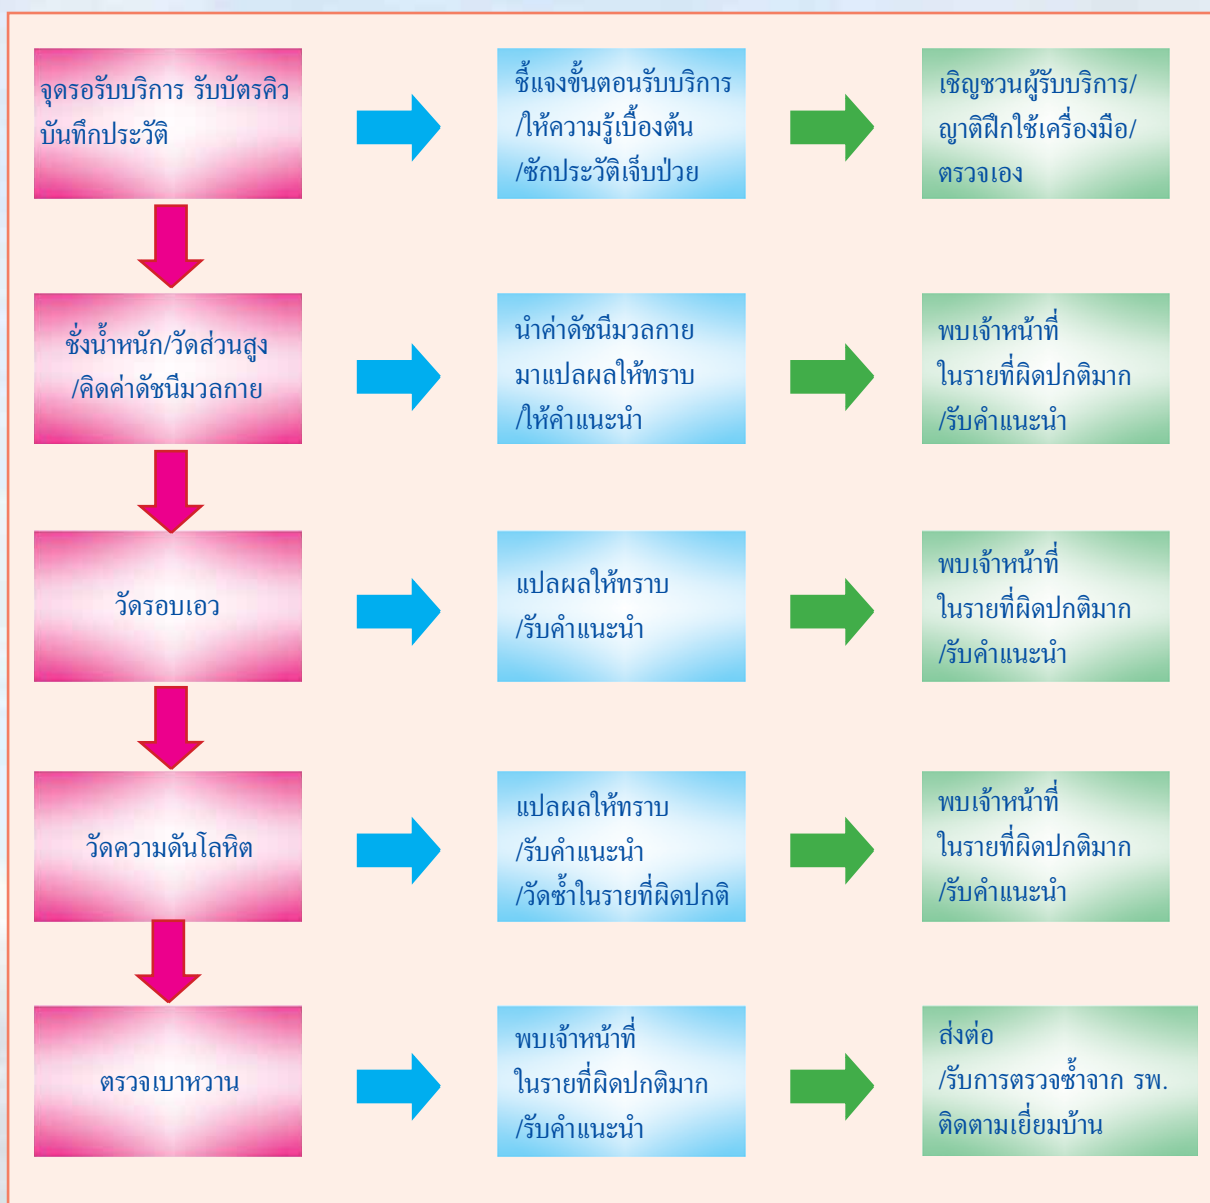 จุดรอรับบริการ รับบัตรคิว
บันทึกประวัติ
ชี้แจงขั้นตอนรับบริการ
/ให้ความรู้เบื้องต้น
/ซักประวัติเจ็บป่วย
เชิญชวนผู้รับบริการ/
ญาติฝึกใช้เครื่องมือ/
ตรวจเอง
ชั่งน้ำหนัก/วัดส่วนสูง
/คิดค่าดัชนีมวลกาย
นำค่าดัชนีมวลกาย
มาแปลผลให้ทราบ
/ให้คำแนะนำ
พบเจ้าหน้าที่
ในรายที่ผิดปกติมาก
/รับคำแนะนำ
วัดรอบเอว
แปลผลให้ทราบ
/รับคำแนะนำ
พบเจ้าหน้าที่
ในรายที่ผิดปกติมาก
/รับคำแนะนำ
วัดความดันโลหิต
แปลผลให้ทราบ
/รับคำแนะนำ
/วัดซ้ำในรายที่ผิดปกติ
พบเจ้าหน้าที่
ในรายที่ผิดปกติมาก
/รับคำแนะนำ
ตรวจเบาหวาน
พบเจ้าหน้าที่
ในรายที่ผิดปกติมาก
/รับคำแนะนำ
ส่งต่อ
/รับการตรวจซ้ำจาก รพ.
ติดตามเยี่ยมบ้าน